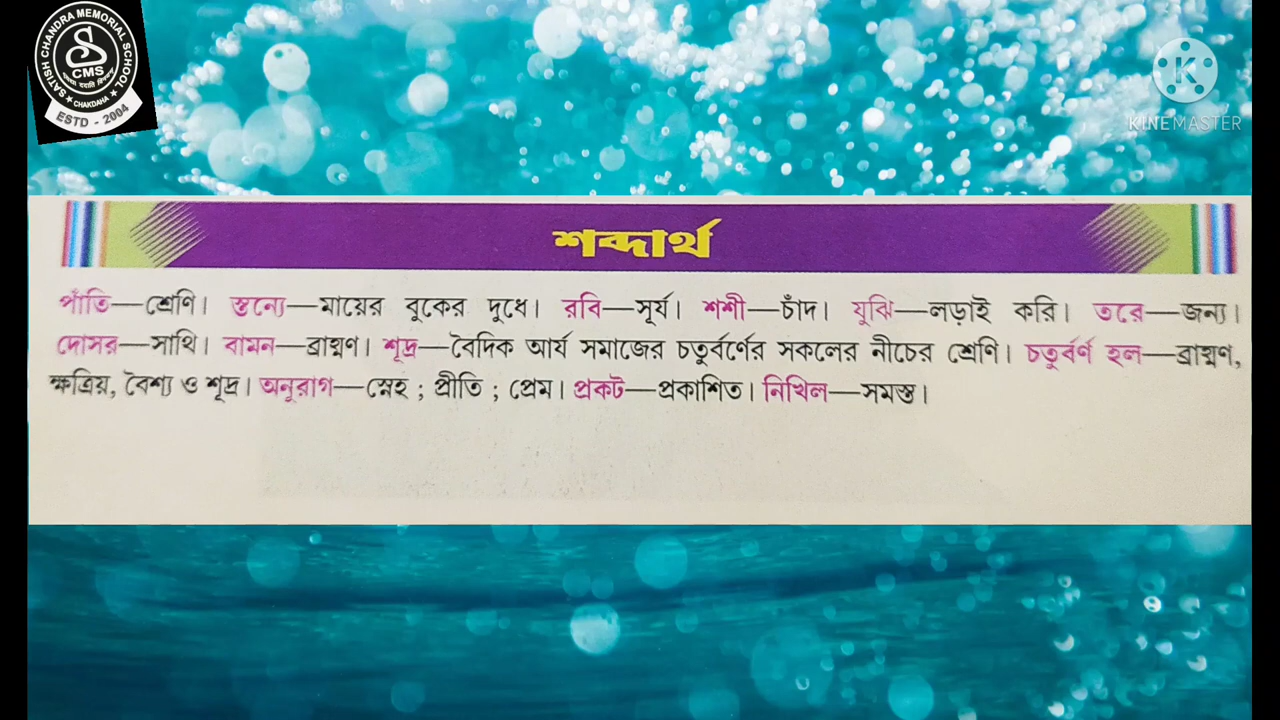 SATISH CHANDRA MEMORIAL SCHOOL
CMS
CHAKDAHA
ESTD - 2004
K
KINEMASTER
শব্দার্থ
পাঁতি—শ্রেণি। স্তন্যে—মায়ের বুকের দুধে। রবি—সূর্য। শশী—চাঁদ। যুঝি—লড়াই করি। তরে—জন্য।
দোসর—সাথি। বামন—ব্রাহ্মণ। শূদ্র—বৈদিক আর্য সমাজের চতুর্বর্ণের সকলের নীচের শ্রেণি। চতুর্বর্ণ হল—ব্রাহ্মণ,
ক্ষত্রিয়, বৈশ্য ও শূদ্র। অনুরাগ—স্নেহ ; প্রীতি ; প্রেম। প্রকট—প্রকাশিত। নিখিল—সমস্ত।